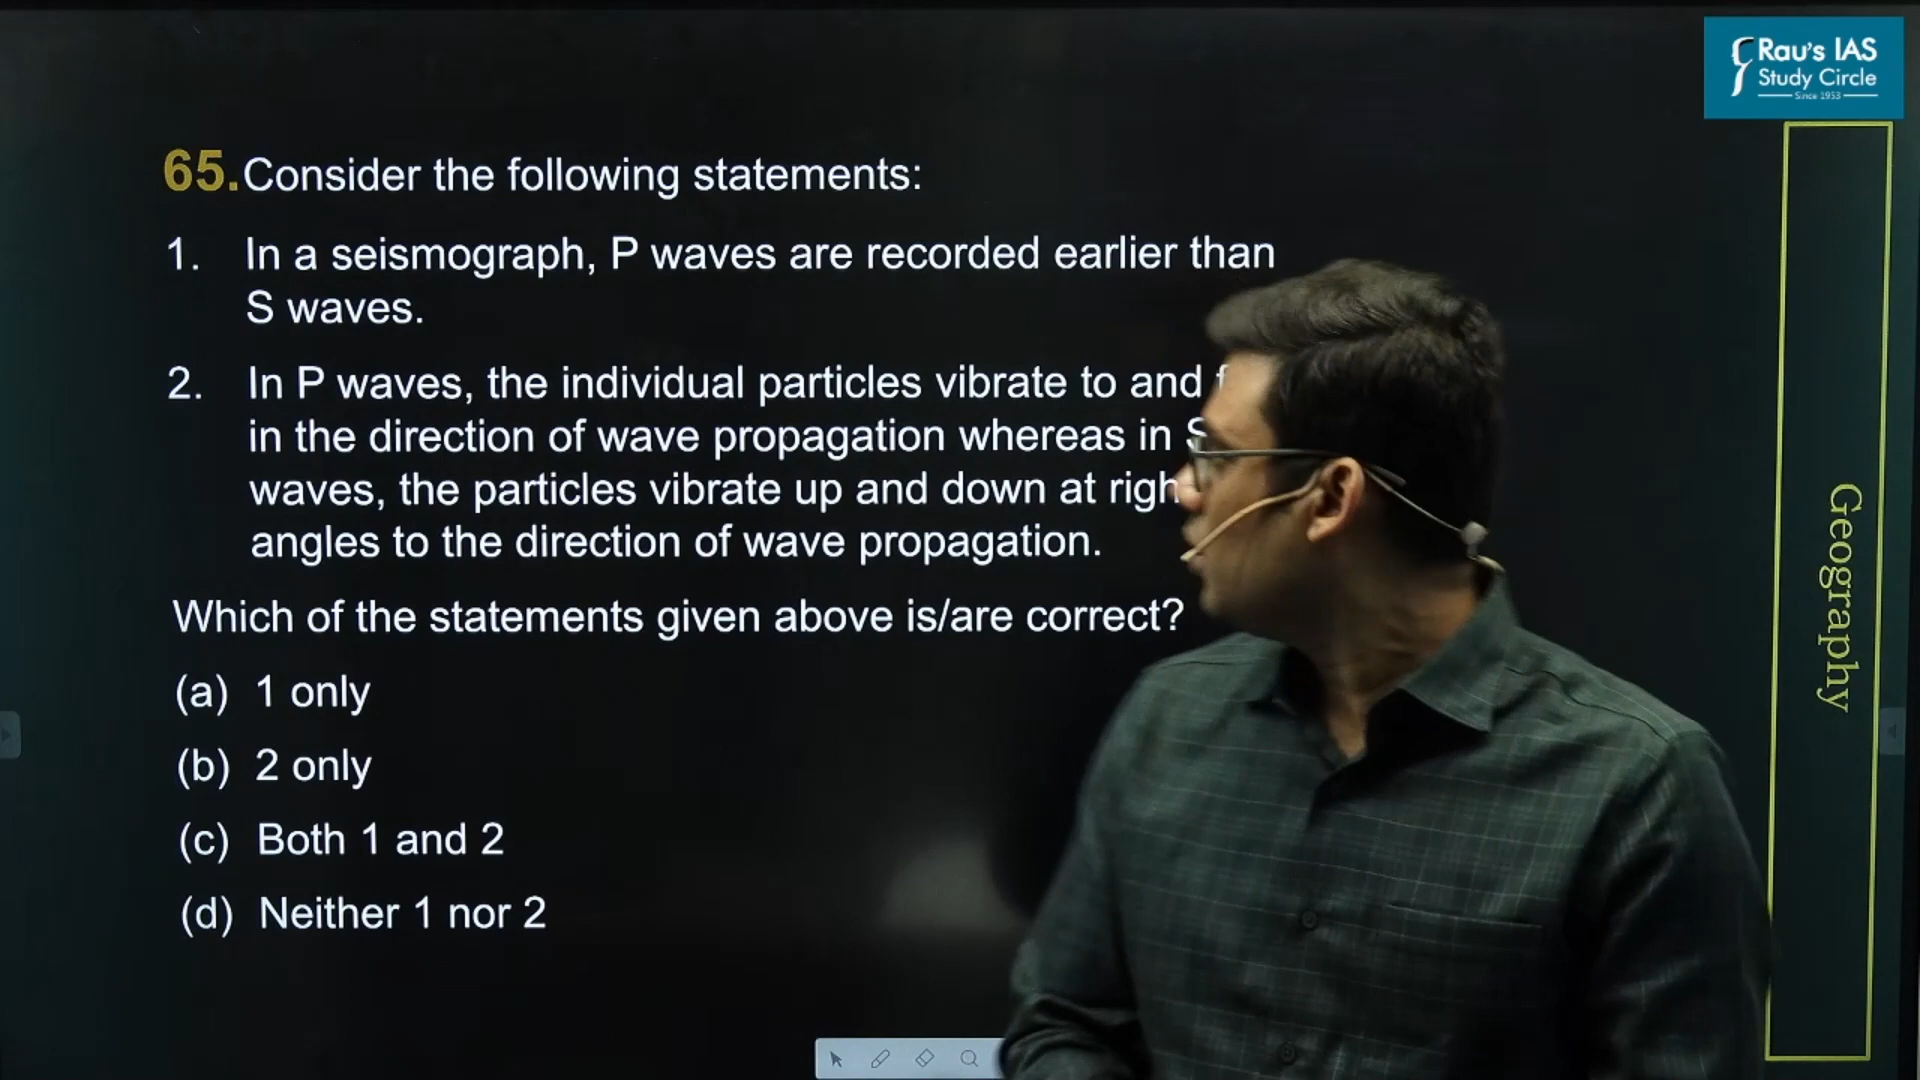 Rau's IAS
Study Circle
Since 1953
65. Consider the following statements:
1. In a seismograph, P waves are recorded earlier than
S waves.
2. In P waves, the individual particles vibrate to and
in the direction of wave propagation whereas in S
waves, the particles vibrate up and down at
angles to the direction of wave propagation.
Which of the statements given above is/are correct?
(a) 1 only
(b) 2 only
(c) Both 1 and 2
(d) Neither 1 nor 2
Geography